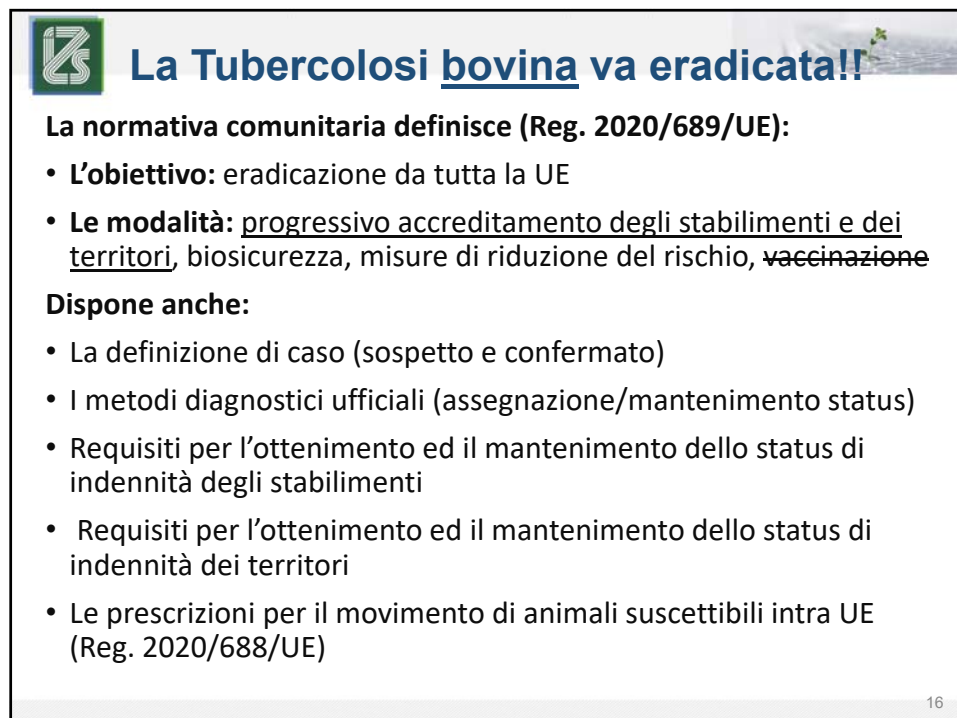 IZS
La Tubercolosi bovina va eradicata!!
La normativa comunitaria definisce (Reg. 2020/689/UE):
• L’obiettivo: eradicazione da tutta la UE
• Le modalità: progressivo accreditamento degli stabilimenti e dei
territori, biosicurezza, misure di riduzione del rischio, vaccinazione
Dispone anche:
• La definizione di caso (sospetto e confermato)
• I metodi diagnostici ufficiali (assegnazione/mantenimento status)
• Requisiti per l’ottenimento ed il mantenimento dello status di
indennità degli stabilimenti
• Requisiti per l’ottenimento ed il mantenimento dello status di
indennità dei territori
• Le prescrizioni per il movimento di animali suscettibili intra UE
(Reg. 2020/688/UE)
16